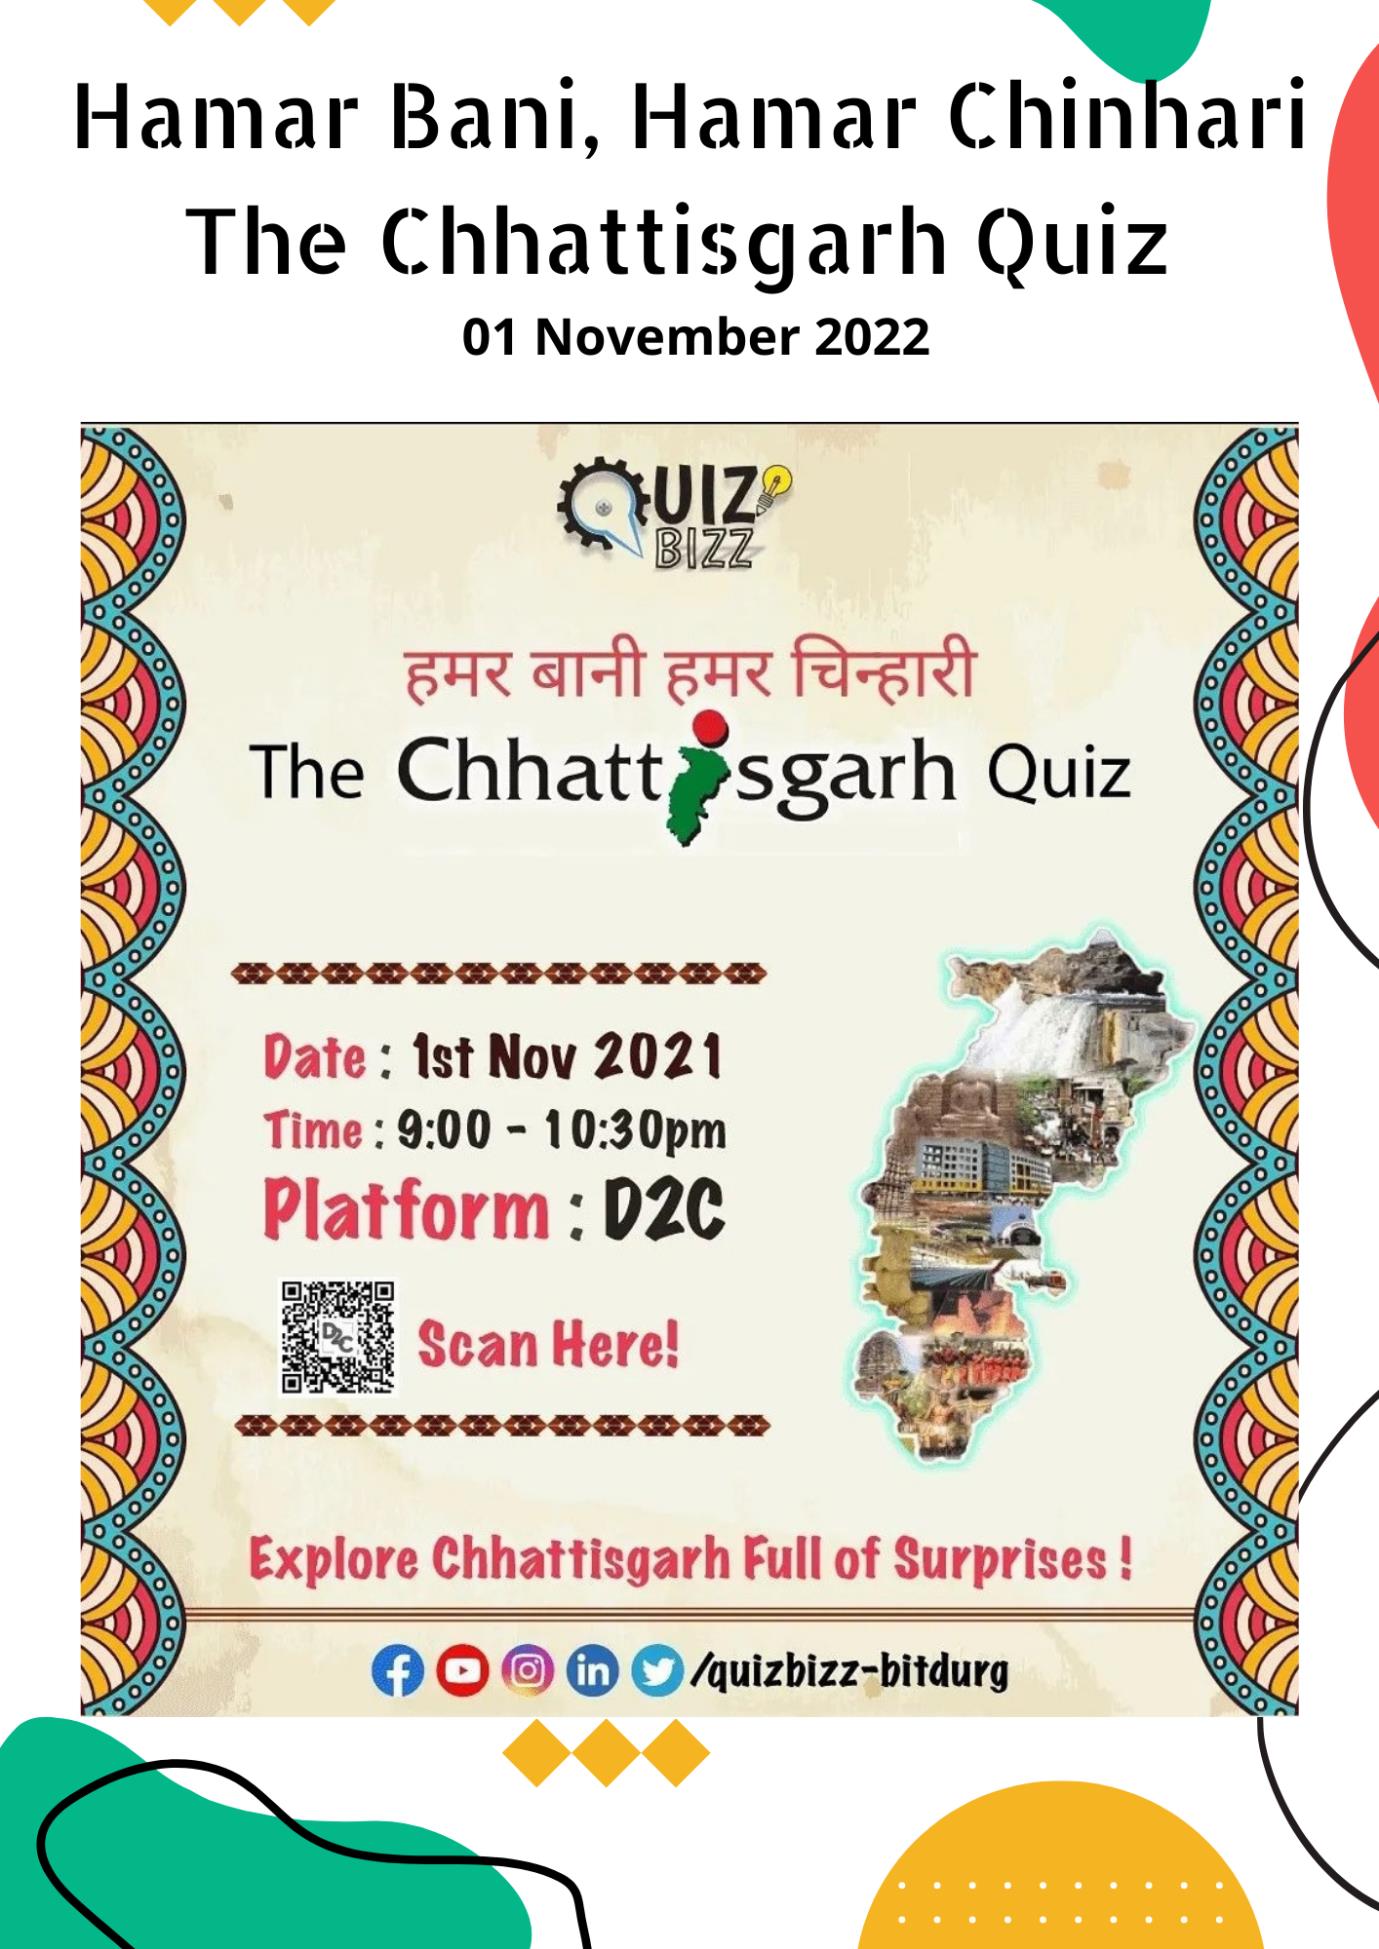 Hamar Bani, Hamar Chinhari
The Chhattisgarh Quiz
01 November 2022
QUIZ
BIZZ
हमर बानी हमर चिन्हारी
The Chhattisgarh Quiz
Date : 1st Nov 2021
Time : 9:00 - 10:30pm
Platform : D2C
D2C
Scan Here!
Explore Chhattisgarh Full of Surprises !
/quizbizz-bitdurg